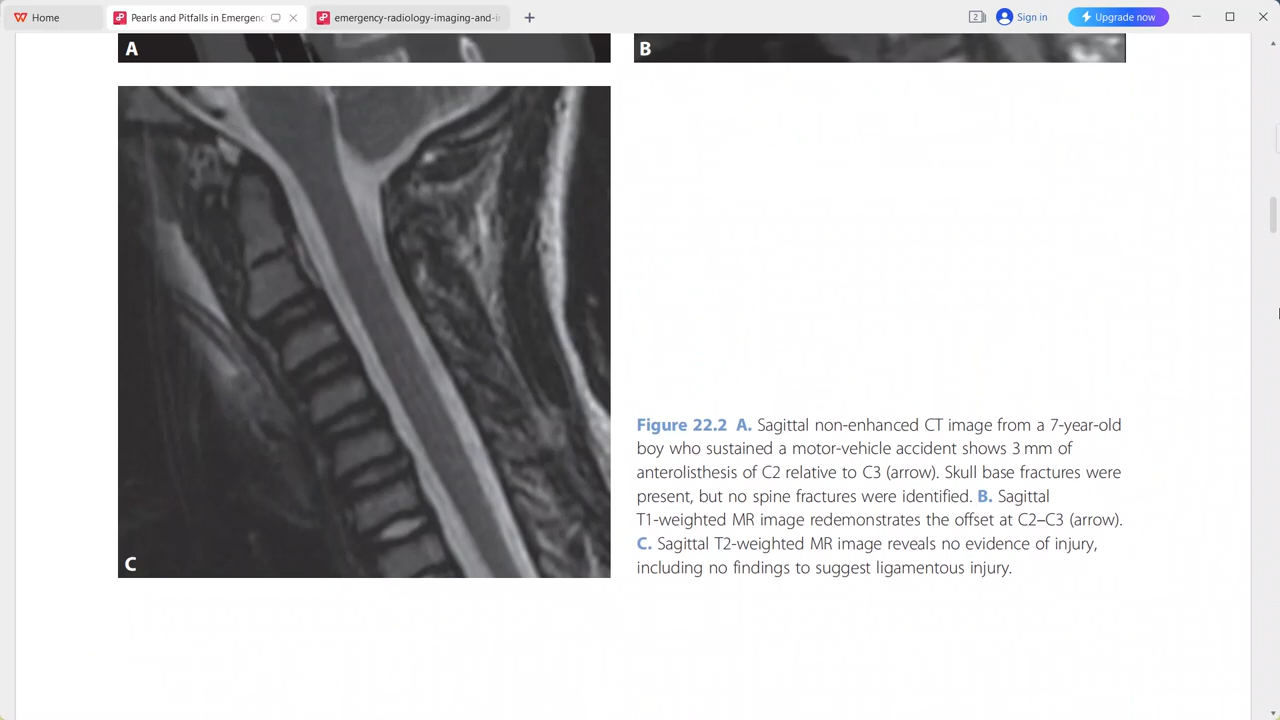 Home
Pearls and Pitfalls in Emergenc
emergency-radiology-imaging-and-i
2
Sign in
Upgrade now
A
B
C
Figure 22.2 A. Sagittal non-enhanced CT image from a 7-year-old
boy who sustained a motor-vehicle accident shows 3 mm of
anterolisthesis of C2 relative to C3 (arrow). Skull base fractures were
present, but no spine fractures were identified. B. Sagittal
T1-weighted MR image redemonstrates the offset at C2–C3 (arrow).
C. Sagittal T2-weighted MR image reveals no evidence of injury,
including no findings to suggest ligamentous injury.